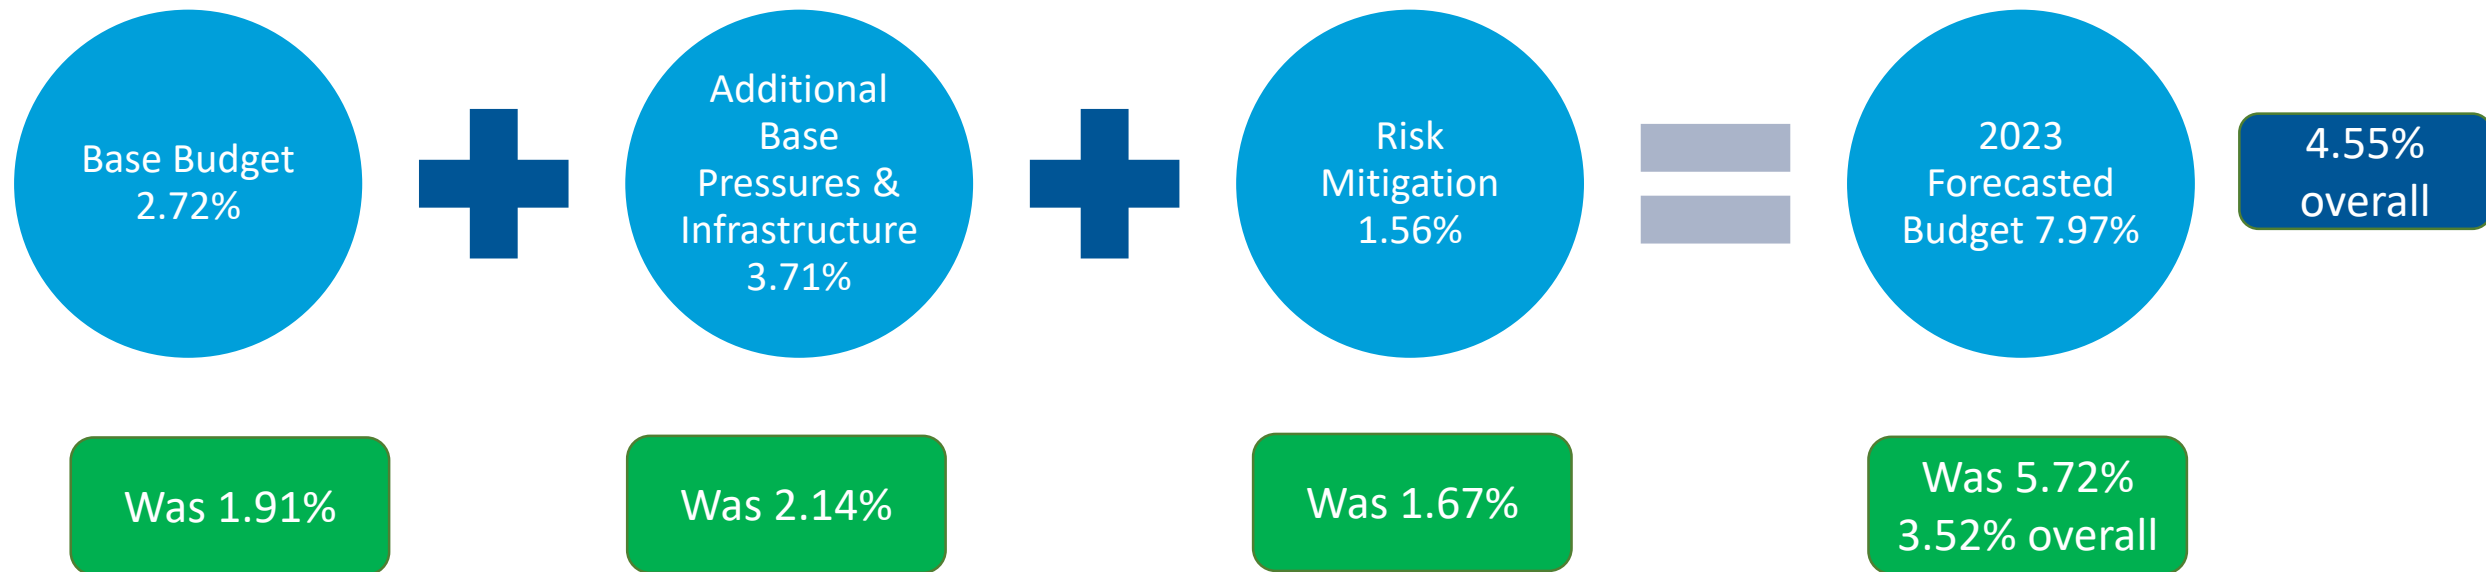 Base Budget
2.72%
Additional
Base
Pressures &
Infrastructure
3.71%
Risk
Mitigation
1.56%
2023
Forecasted
Budget 7.97%
4.55%
overall
Was 1.91%
Was 2.14%
Was 1.67%
Was 5.72%
3.52% overall